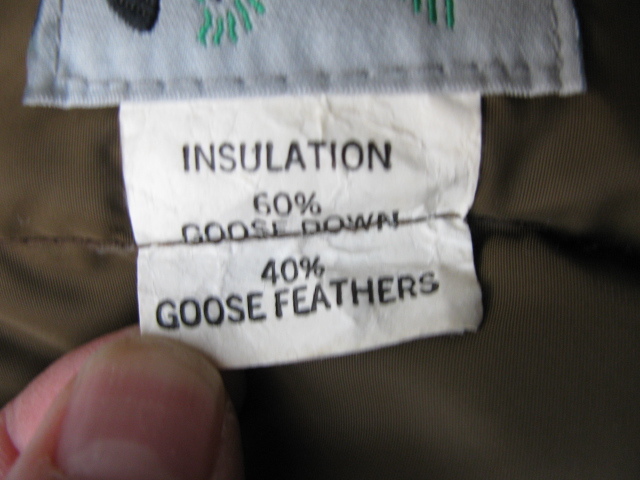 INSULATION
60%
GOOSE DOWN
40%
GOOSE FEATHERS